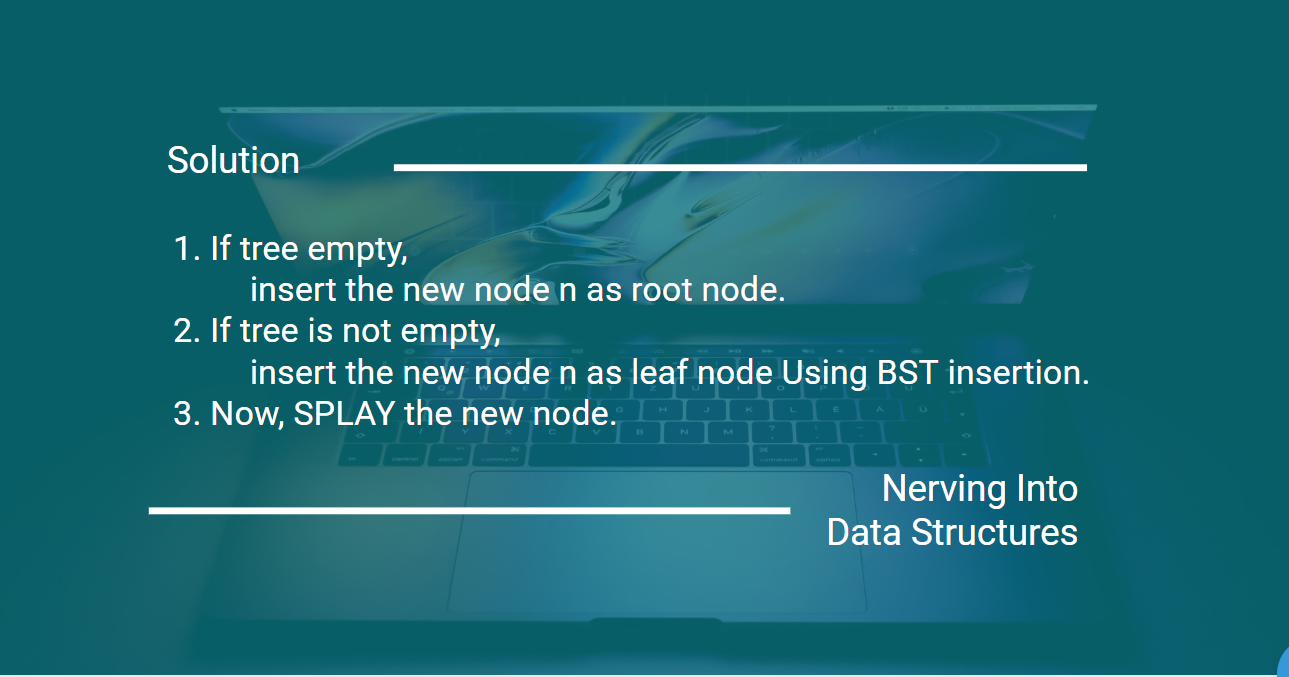 Solution
1. If tree empty,
insert the new node n as root node.
2. If tree is not empty,
insert the new node n as leaf node Using BST insertion.
3. Now, SPLAY the new node.
Nerving Into
Data Structures